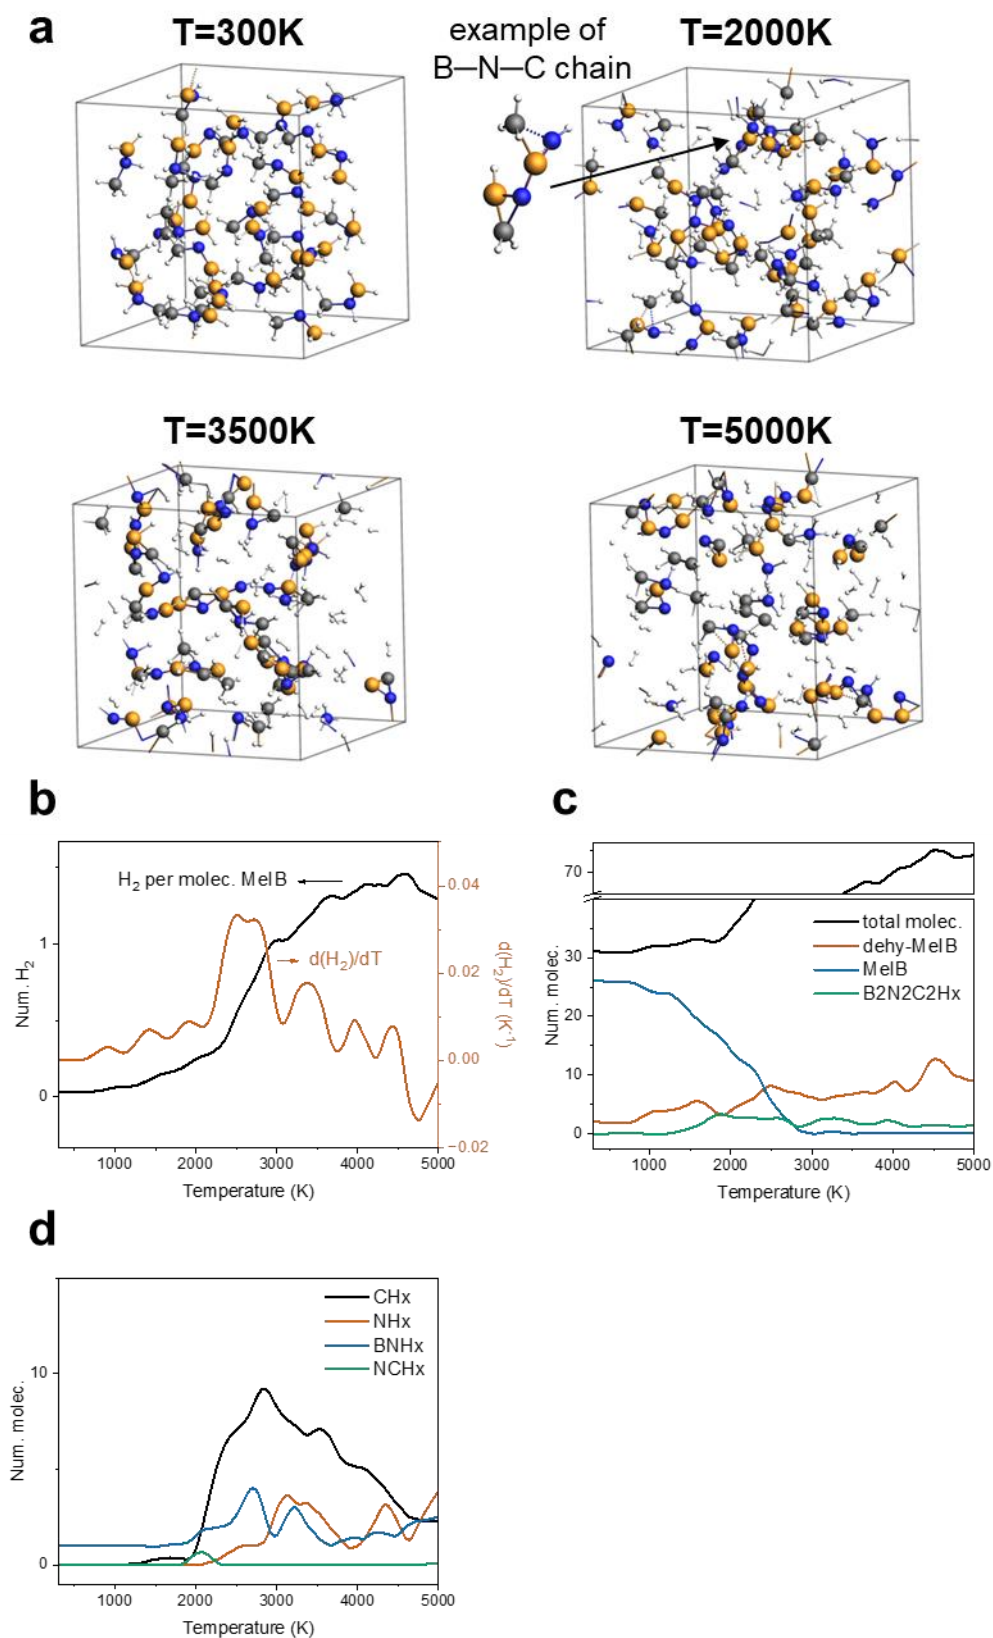 a
T=300K
example of
B–N–C chain
T=2000K
T=3500K
T=5000K
b
H₂ per molec. MeIB
d(H₂)/dT
Num. H₂
1
0
0.04
0.02
0.00
−0.02
d(H₂)/dT (K⁻¹)
1000 2000 3000 4000 5000
Temperature (K)
c
70
30
20
10
0
Num. molec.
total molec.
dehy-MeIB
MeIB
B2N2C2Hx
1000 2000 3000 4000 5000
Temperature (K)
d
10
0
Num. molec.
CHx
NHx
BNHx
NCHx
1000 2000 3000 4000 5000
Temperature (K)